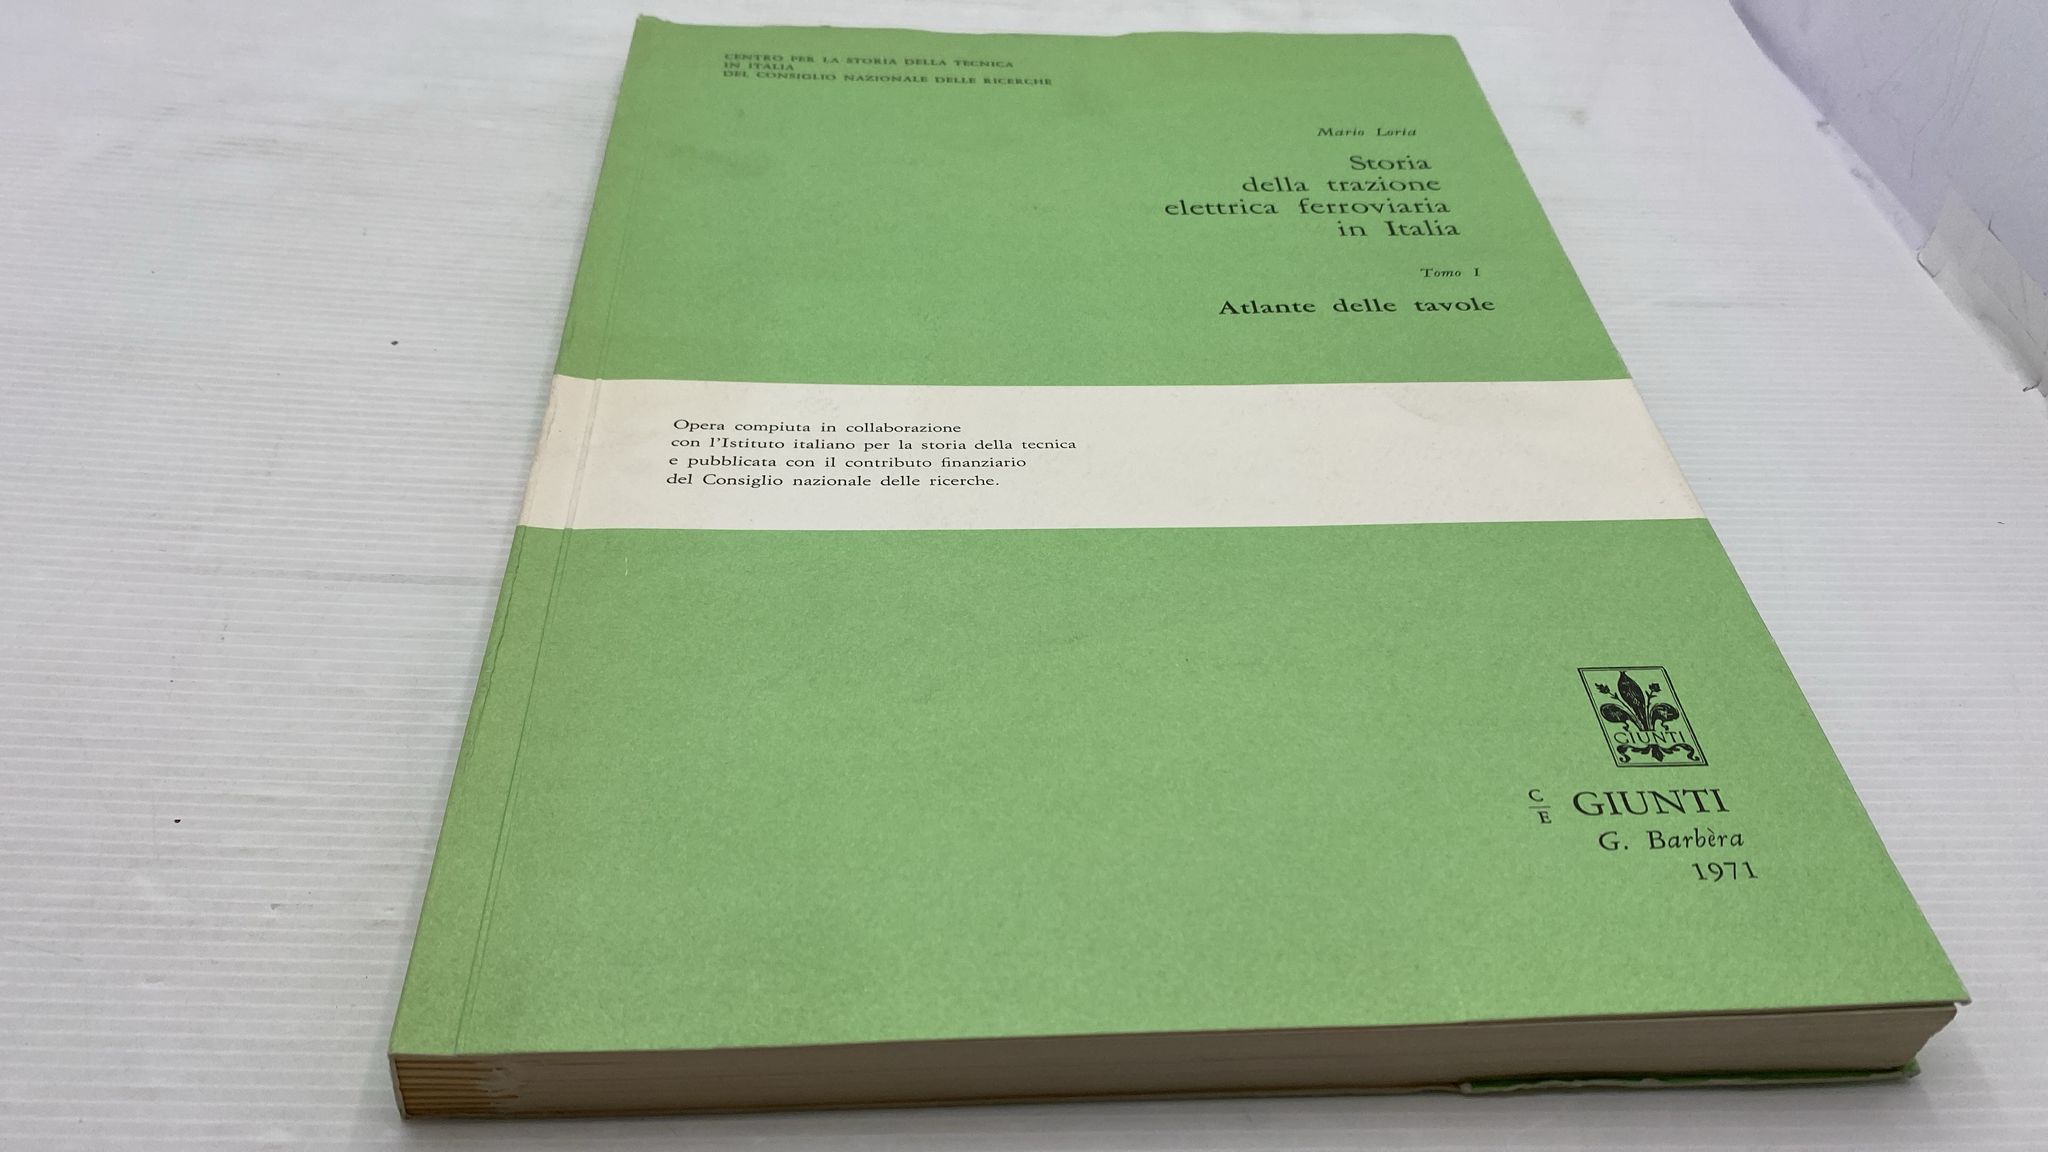 CENTRO PER LA STORIA DELLA TECNICA
IN ITALIA
DEL CONSIGLIO NAZIONALE DELLE RICERCHE
Mario Loria
Storia
della trazione
elettrica ferroviaria
in Italia
Tomo I
Atlante delle tavole
Opera compiuta in collaborazione
con l'Istituto italiano per la storia della tecnica
e pubblicata con il contributo finanziario
del Consiglio nazionale delle ricerche.
GIUNTI
C
E
GIUNTI
G. Barbèra
1971